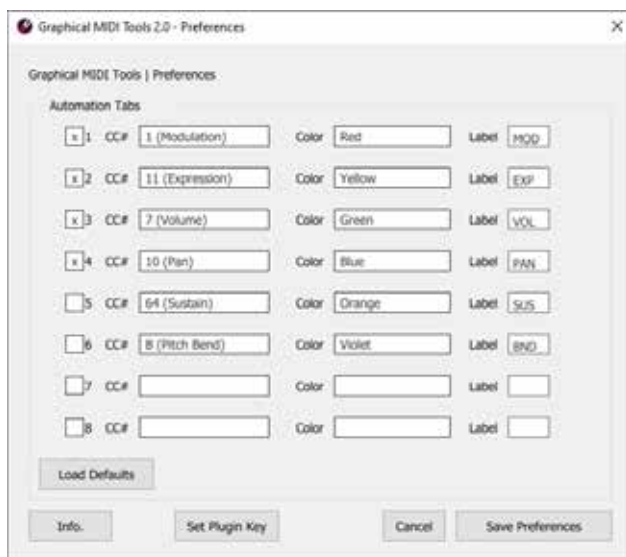 Graphical MIDI Tools 2.0 - Preferences
Graphical MIDI Tools | Preferences
Automation Tabs
x 1 CC# 1 (Modulation) Color Red Label MOD
x 2 CC# 11 (Expression) Color Yellow Label EXP
x 3 CC# 7 (Volume) Color Green Label VOL
x 4 CC# 10 (Pan) Color Blue Label PAN
5 CC# 64 (Sustain) Color Orange Label SUS
6 CC# B (Pitch Bend) Color Violet Label BND
7 CC# Color Label
8 CC# Color Label
Load Defaults
Info. Set Plugin Key Cancel Save Preferences